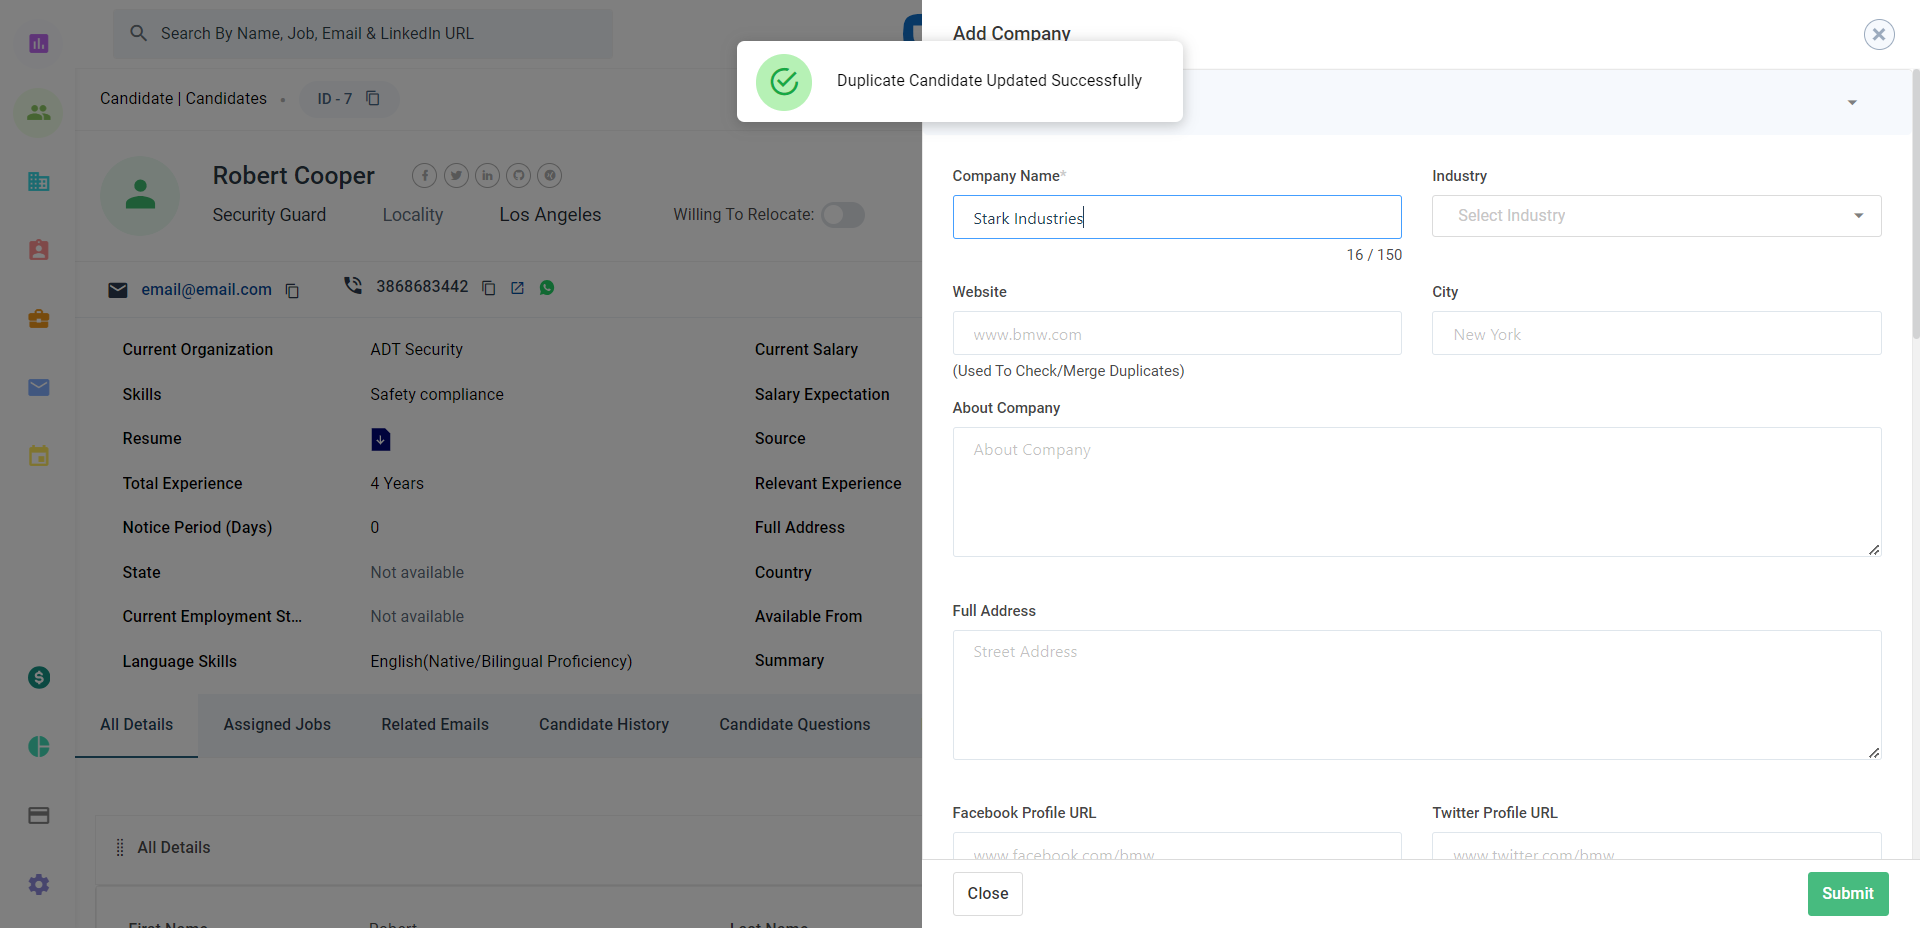 Search By Name, Job, Email & LinkedIn URL
Add Company
Duplicate Candidate Updated Successfully
Candidate | Candidates • ID - 7
Robert Cooper
Security Guard Locality Los Angeles Willing To Relocate:
email@email.com 3868683442
Current Organization ADT Security Current Salary
Skills Safety compliance Salary Expectation
Resume Source
Total Experience 4 Years Relevant Experience
Notice Period (Days) 0 Full Address
State Not available Country
Current Employment St... Not available Available From
Language Skills English(Native/Bilingual Proficiency) Summary
All Details Assigned Jobs Related Emails Candidate History Candidate Questions
All Details
First Name Robert Last Name
Company Name* Industry
Stark Industries Select Industry
16 / 150
Website City
www.bmw.com New York
(Used To Check/Merge Duplicates)
About Company
About Company
Full Address
Street Address
Facebook Profile URL Twitter Profile URL
www.facebook.com/bmw www.twitter.com/bmw
Close Submit